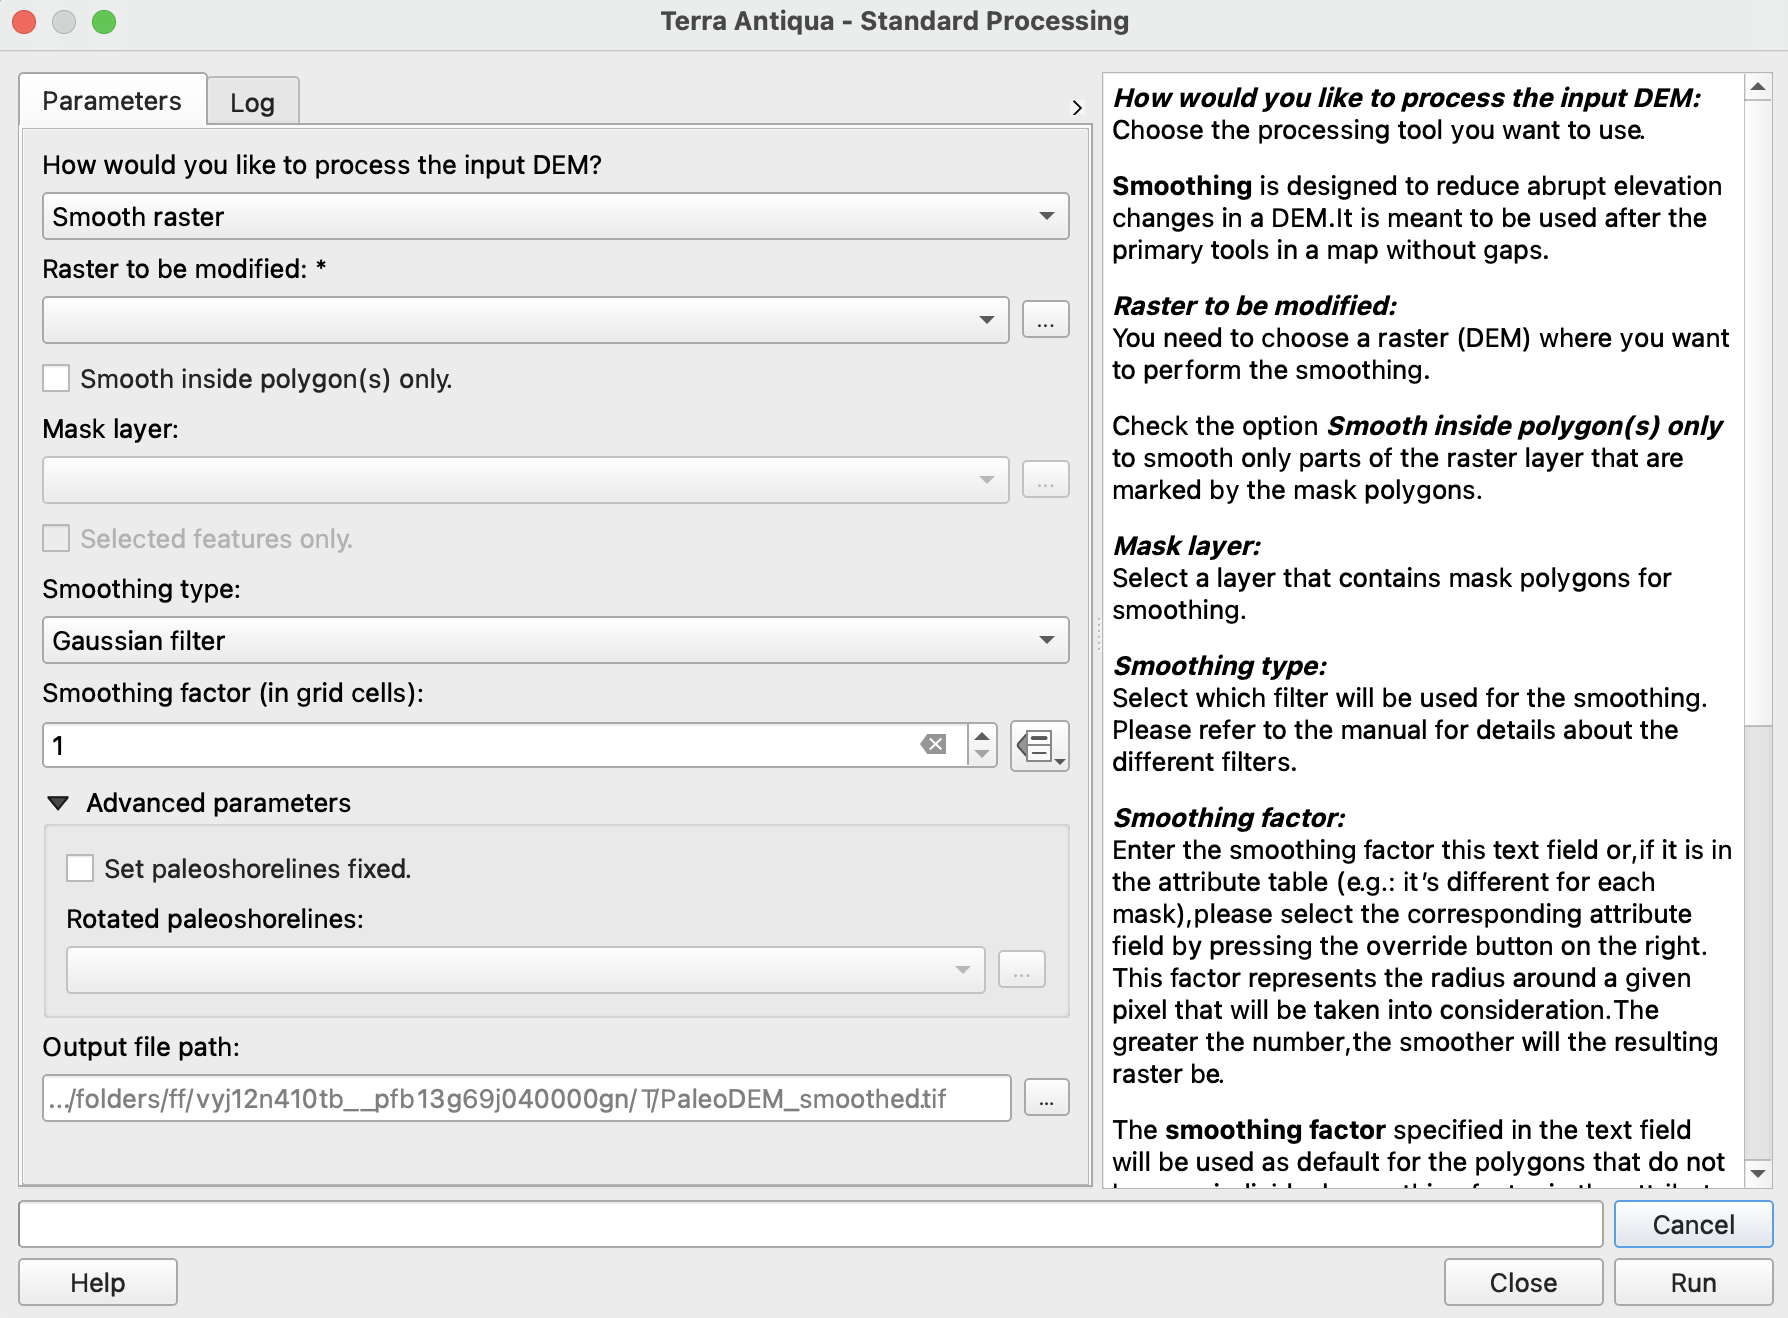 Terra Antiqua - Standard Processing
Parameters
Log
How would you like to process the input DEM?
Smooth raster
Raster to be modified: *
...
Smooth inside polygon(s) only.
Mask layer:
...
Selected features only.
Smoothing type:
Gaussian filter
Smoothing factor (in grid cells):
1
Advanced parameters
Set paleoshorelines fixed.
Rotated paleoshorelines:
...
Output file path:
.../folders/ff/vyj12n410tb__pfb13g69j040000gn/T/PaleoDEM_smoothed.tif
...
How would you like to process the input DEM:
Choose the processing tool you want to use.
Smoothing is designed to reduce abrupt elevation
changes in a DEM.It is meant to be used after the
primary tools in a map without gaps.
Raster to be modified:
You need to choose a raster (DEM) where you want
to perform the smoothing.
Check the option Smooth inside polygon(s) only
to smooth only parts of the raster layer that are
marked by the mask polygons.
Mask layer:
Select a layer that contains mask polygons for
smoothing.
Smoothing type:
Select which filter will be used for the smoothing.
Please refer to the manual for details about the
different filters.
Smoothing factor:
Enter the smoothing factor this text field or,if it is in
the attribute table (e.g.: it's different for each
mask),please select the corresponding attribute
field by pressing the override button on the right.
This factor represents the radius around a given
pixel that will be taken into consideration.The
greater the number,the smoother will the resulting
raster be.
The smoothing factor specified in the text field
will be used as default for the polygons that do not
Cancel
Help
Close
Run